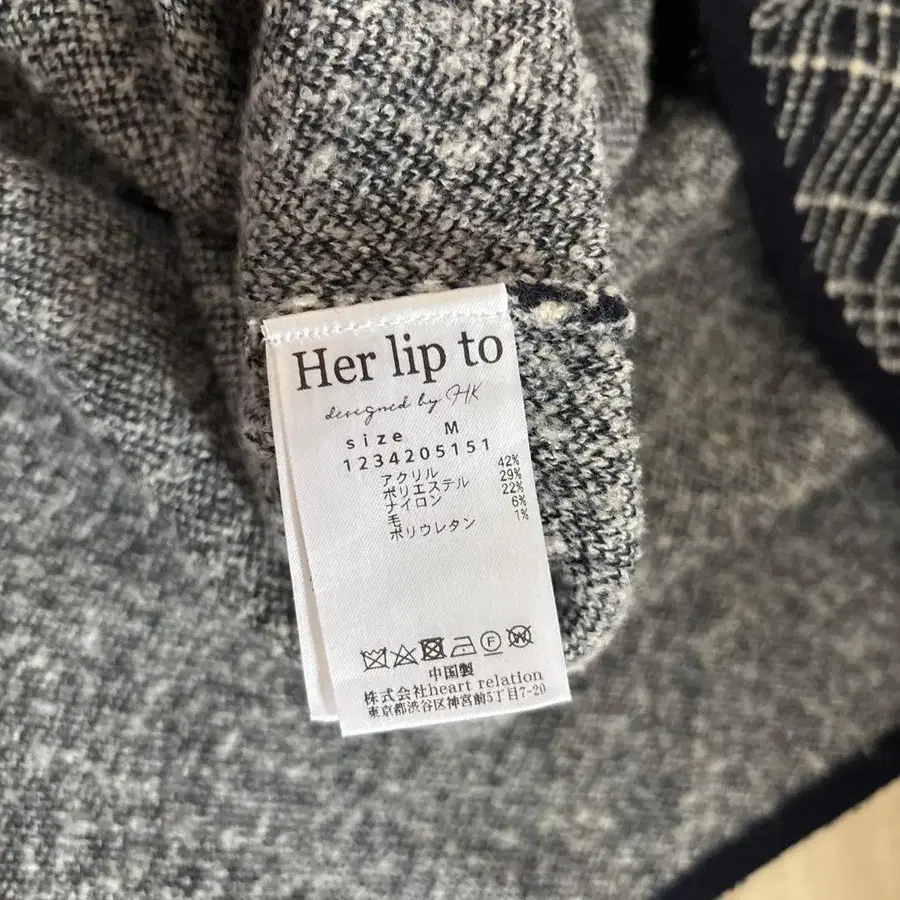 Her lip to
designed by HK
size M
1234205151
アクリル 42%
ポリエステル 29%
ナイロン 22%
毛 6%
ポリウレタン 1%
F W
中国製
株式会社heart relation
東京都渋谷区神宮前5丁目7-20